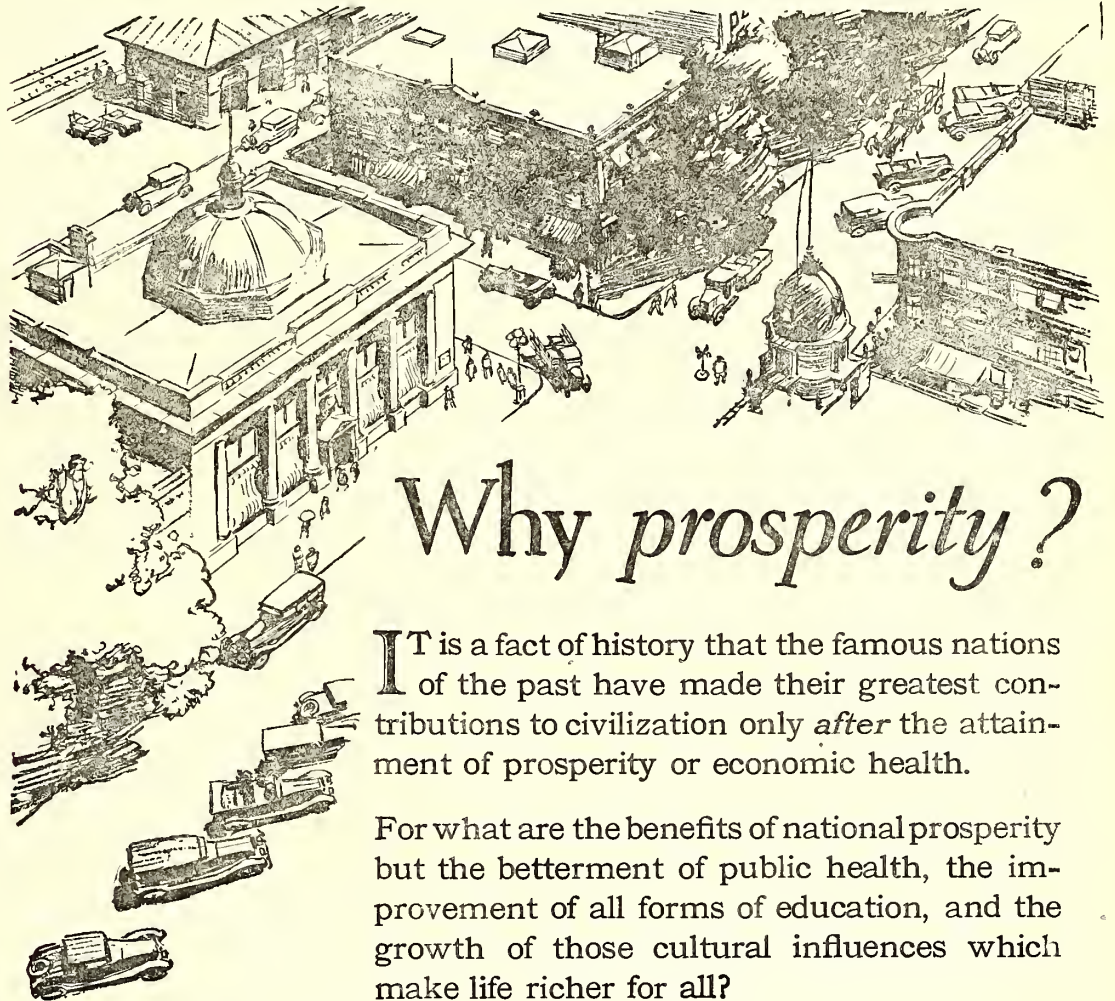 Why prosperity?
IT is a fact of history that the famous nations
of the past have made their greatest con-
tributions to civilization only after the attain-
ment of prosperity or economic health.
For what are the benefits of national prosperity
but the betterment of public health, the im-
provement of all forms of education, and the
growth of those cultural influences which
make life richer for all?